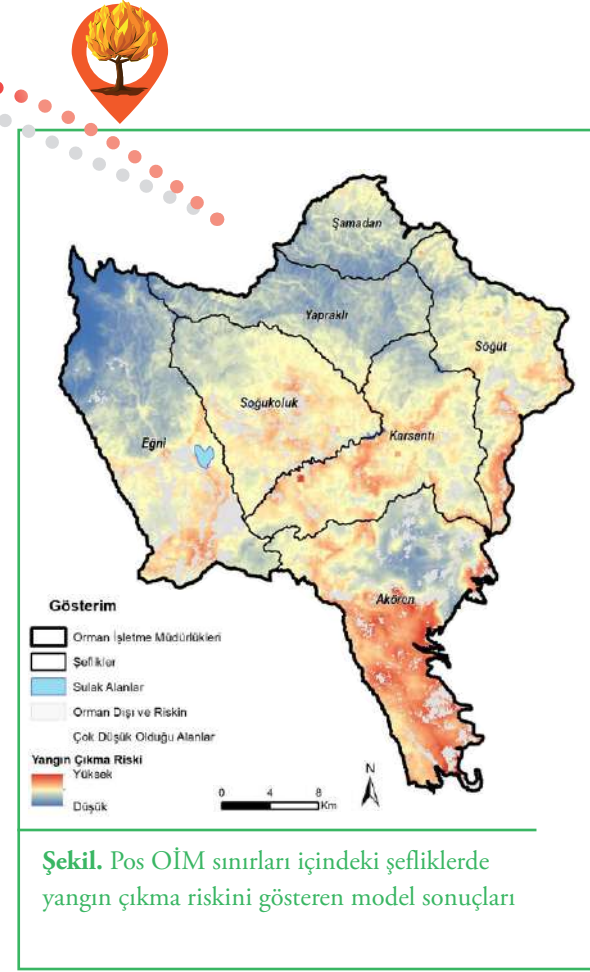 Şamadan
Yapraklı
Söğüt
Soğukoluk
Karsantı
Eğni
Akören
Gösterim
Orman İşletme Müdürlükleri
Şeflikler
Sulak Alanlar
Orman Dışı ve Riskin
Çok Düşük Olduğu Alanlar
Yangın Çıkma Riski
Yüksek
Düşük
0 4 8
Km
N
Şekil. Pos OİM sınırları içindeki şefliklerde
yangın çıkma riskini gösteren model sonuçları